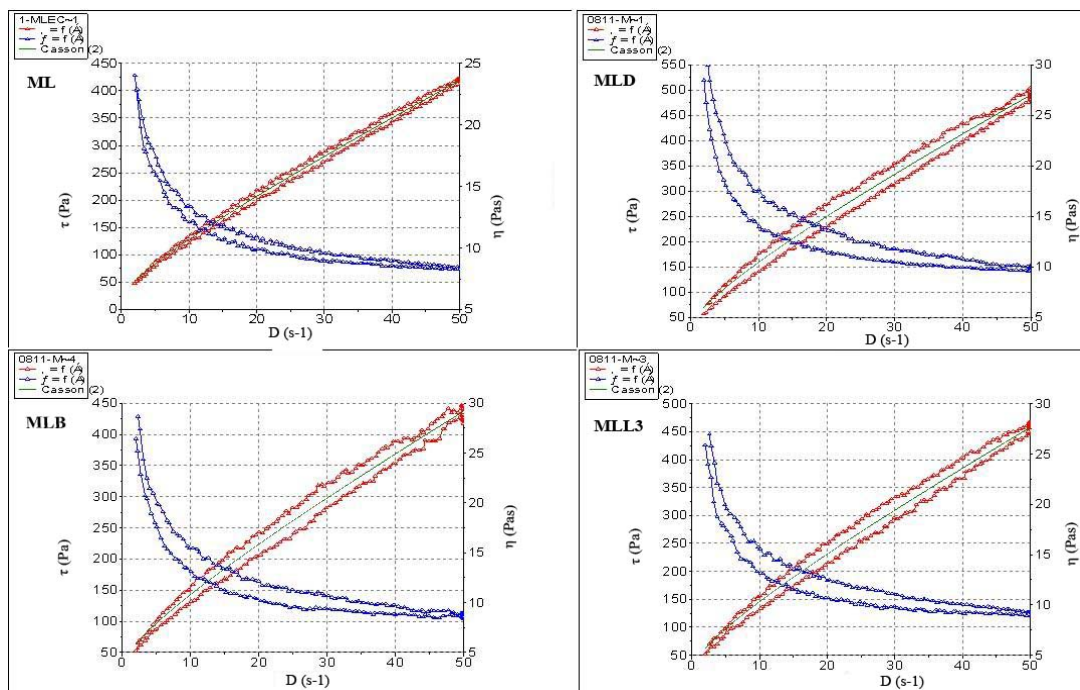 1-MLEC~1
, = f (Á)
ƒ = f (Á)
Casson (2)
ML
450
400
350
300
250
200
150
100
50
0
25
20
15
10
5
τ (Pa)
η (Pas)
0 10 20 30 40 50
D (s-1)
0811-M~1
, = f (Á)
ƒ = f (Á)
Casson (2)
MLD
550
500
450
400
350
300
250
200
150
100
50
30
25
20
15
10
5
τ (Pa)
η (Pas)
0 10 20 30 40 50
D (s-1)
0811-M~4
, = f (Á)
ƒ = f (Á)
Casson (2)
MLB
450
400
350
300
250
200
150
100
50
30
25
20
15
10
5
τ (Pa)
η (Pas)
0 10 20 30 40 50
D (s-1)
0811-M~3
, = f (Á)
ƒ = f (Á)
Casson (2)
MLL3
500
450
400
350
300
250
200
150
100
50
30
25
20
15
10
5
τ (Pa)
η (Pas)
0 10 20 30 40 50
D (s-1)